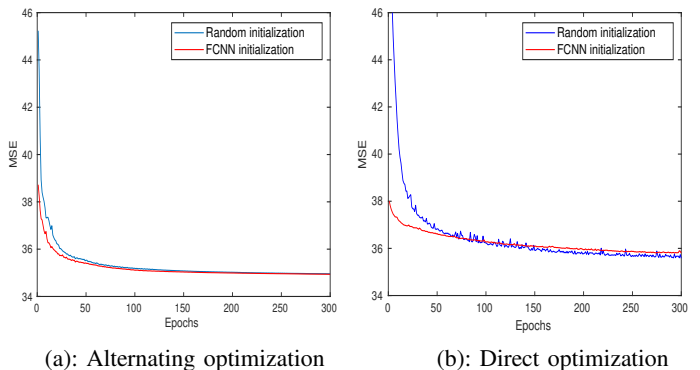 46
44
42
40
38
36
34
0 50 100 150 200 250 300
MSE
Epochs
Random initialization
FCNN initialization
(a): Alternating optimization
46
44
42
40
38
36
34
0 50 100 150 200 250 300
MSE
Epochs
Random initialization
FCNN initialization
(b): Direct optimization